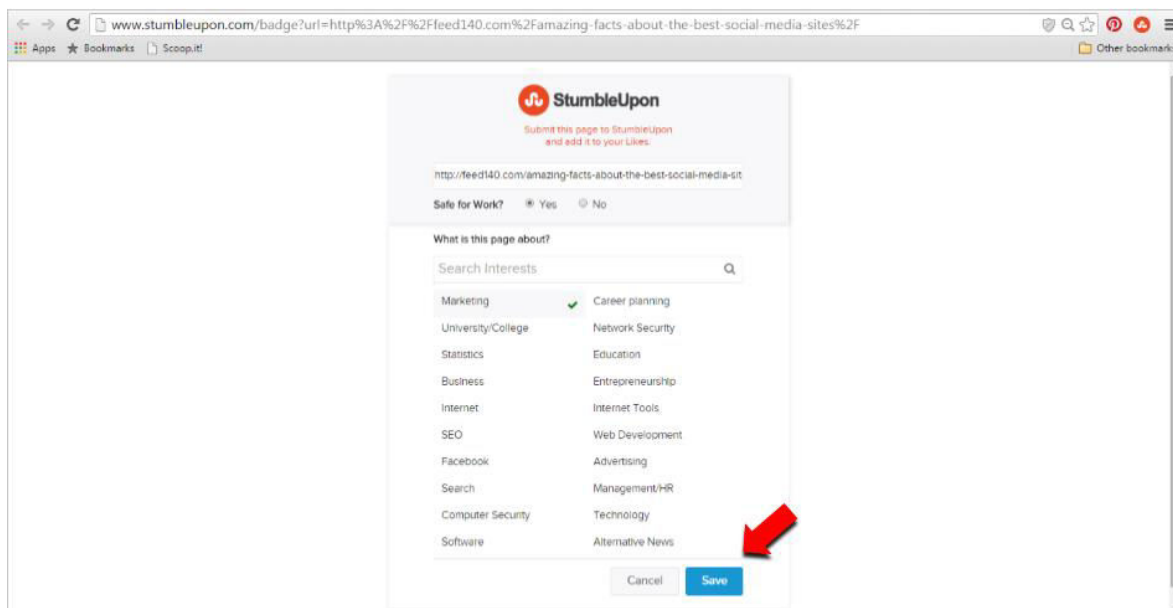 www.stumbleupon.com/badge?url=http%3A%2F%2Ffeed140.com%2Famazing-facts-about-the-best-social-media-sites%2F
Apps Bookmarks Scoop.it! Other bookmark
StumbleUpon
Submit this page to StumbleUpon
and add it to your Likes.
http://feed140.com/amazing-facts-about-the-best-social-media-sit
Safe for Work? Yes No
What is this page about?
Search Interests
Marketing Career planning
University/College Network Security
Statistics Education
Business Entrepreneurship
Internet Internet Tools
SEO Web Development
Facebook Advertising
Search Management/HR
Computer Security Technology
Software Alternative News
Cancel Save